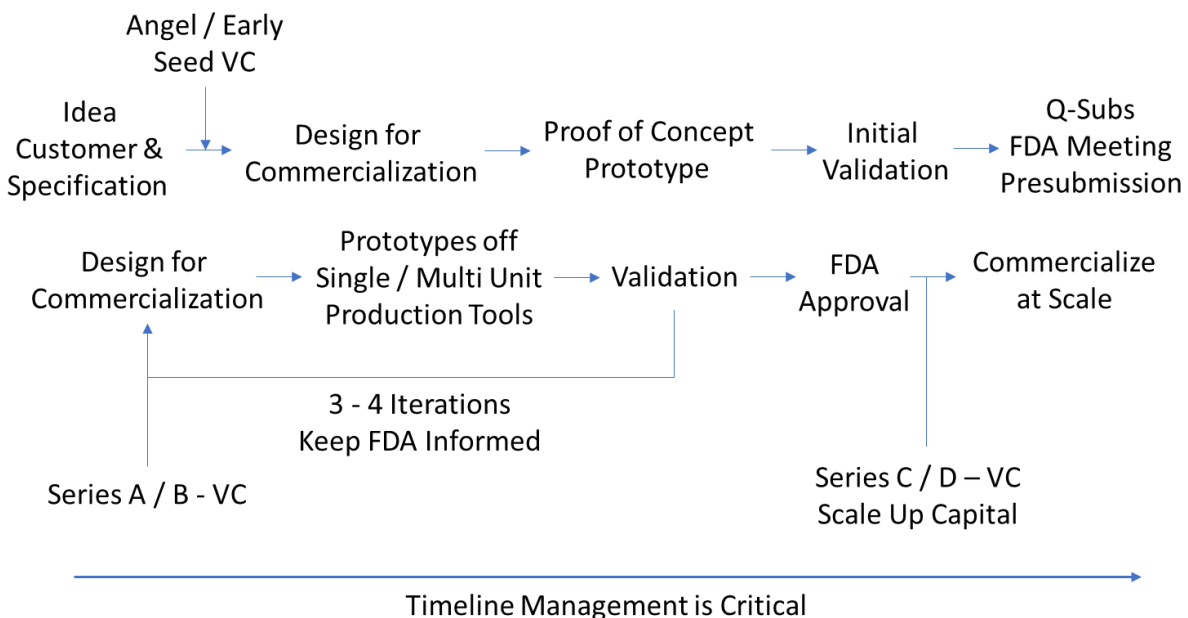 Angel / Early
Seed VC
Idea
Customer &
Specification
Design for
Commercialization
Proof of Concept
Prototype
Initial
Validation
Q-Subs
FDA Meeting
Presubmission
Design for
Commercialization
Prototypes off
Single / Multi Unit
Production Tools
Validation
FDA
Approval
Commercialize
at Scale
3 - 4 Iterations
Keep FDA Informed
Series A / B - VC
Series C / D – VC
Scale Up Capital
Timeline Management is Critical